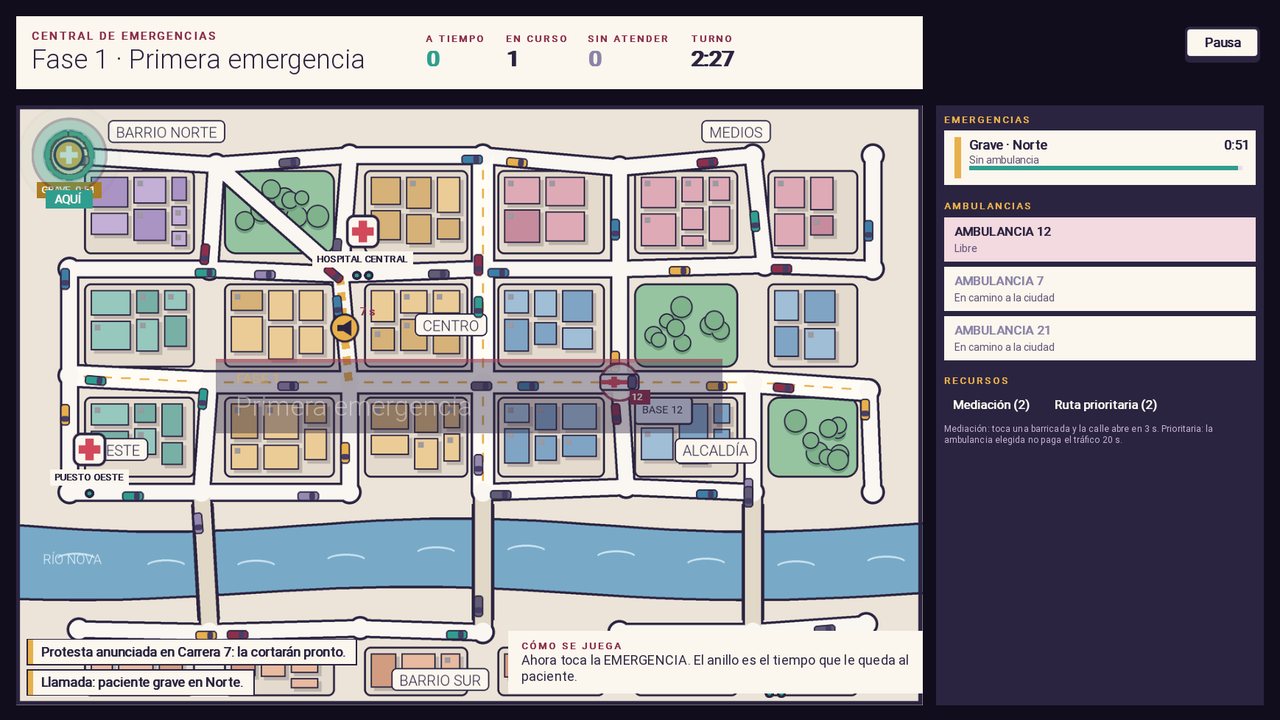 CENTRAL DE EMERGENCIAS
Fase 1 · Primera emergencia
A TIEMPO
0
EN CURSO
1
SIN ATENDER
0
TURNO
2:27
Pausa
BARRIO NORTE
MEDIOS
GRAVE 0:51
AQUÍ
HOSPITAL CENTRAL
7 s
CENTRO
Primera emergencia
12
BASE 12
OESTE
ALCALDÍA
PUESTO OESTE
RÍO NOVA
BARRIO SUR
Protesta anunciada en Carrera 7: la cortarán pronto.
Llamada: paciente grave en Norte.
CÓMO SE JUEGA
Ahora toca la EMERGENCIA. El anillo es el tiempo que le queda al
paciente.
EMERGENCIAS
Grave · Norte
0:51
Sin ambulancia
AMBULANCIAS
AMBULANCIA 12
Libre
AMBULANCIA 7
En camino a la ciudad
AMBULANCIA 21
En camino a la ciudad
RECURSOS
Mediación (2)
Ruta prioritaria (2)
Mediación: toca una barricada y la calle abre en 3 s. Prioritaria: la
ambulancia elegida no paga el tráfico 20 s.